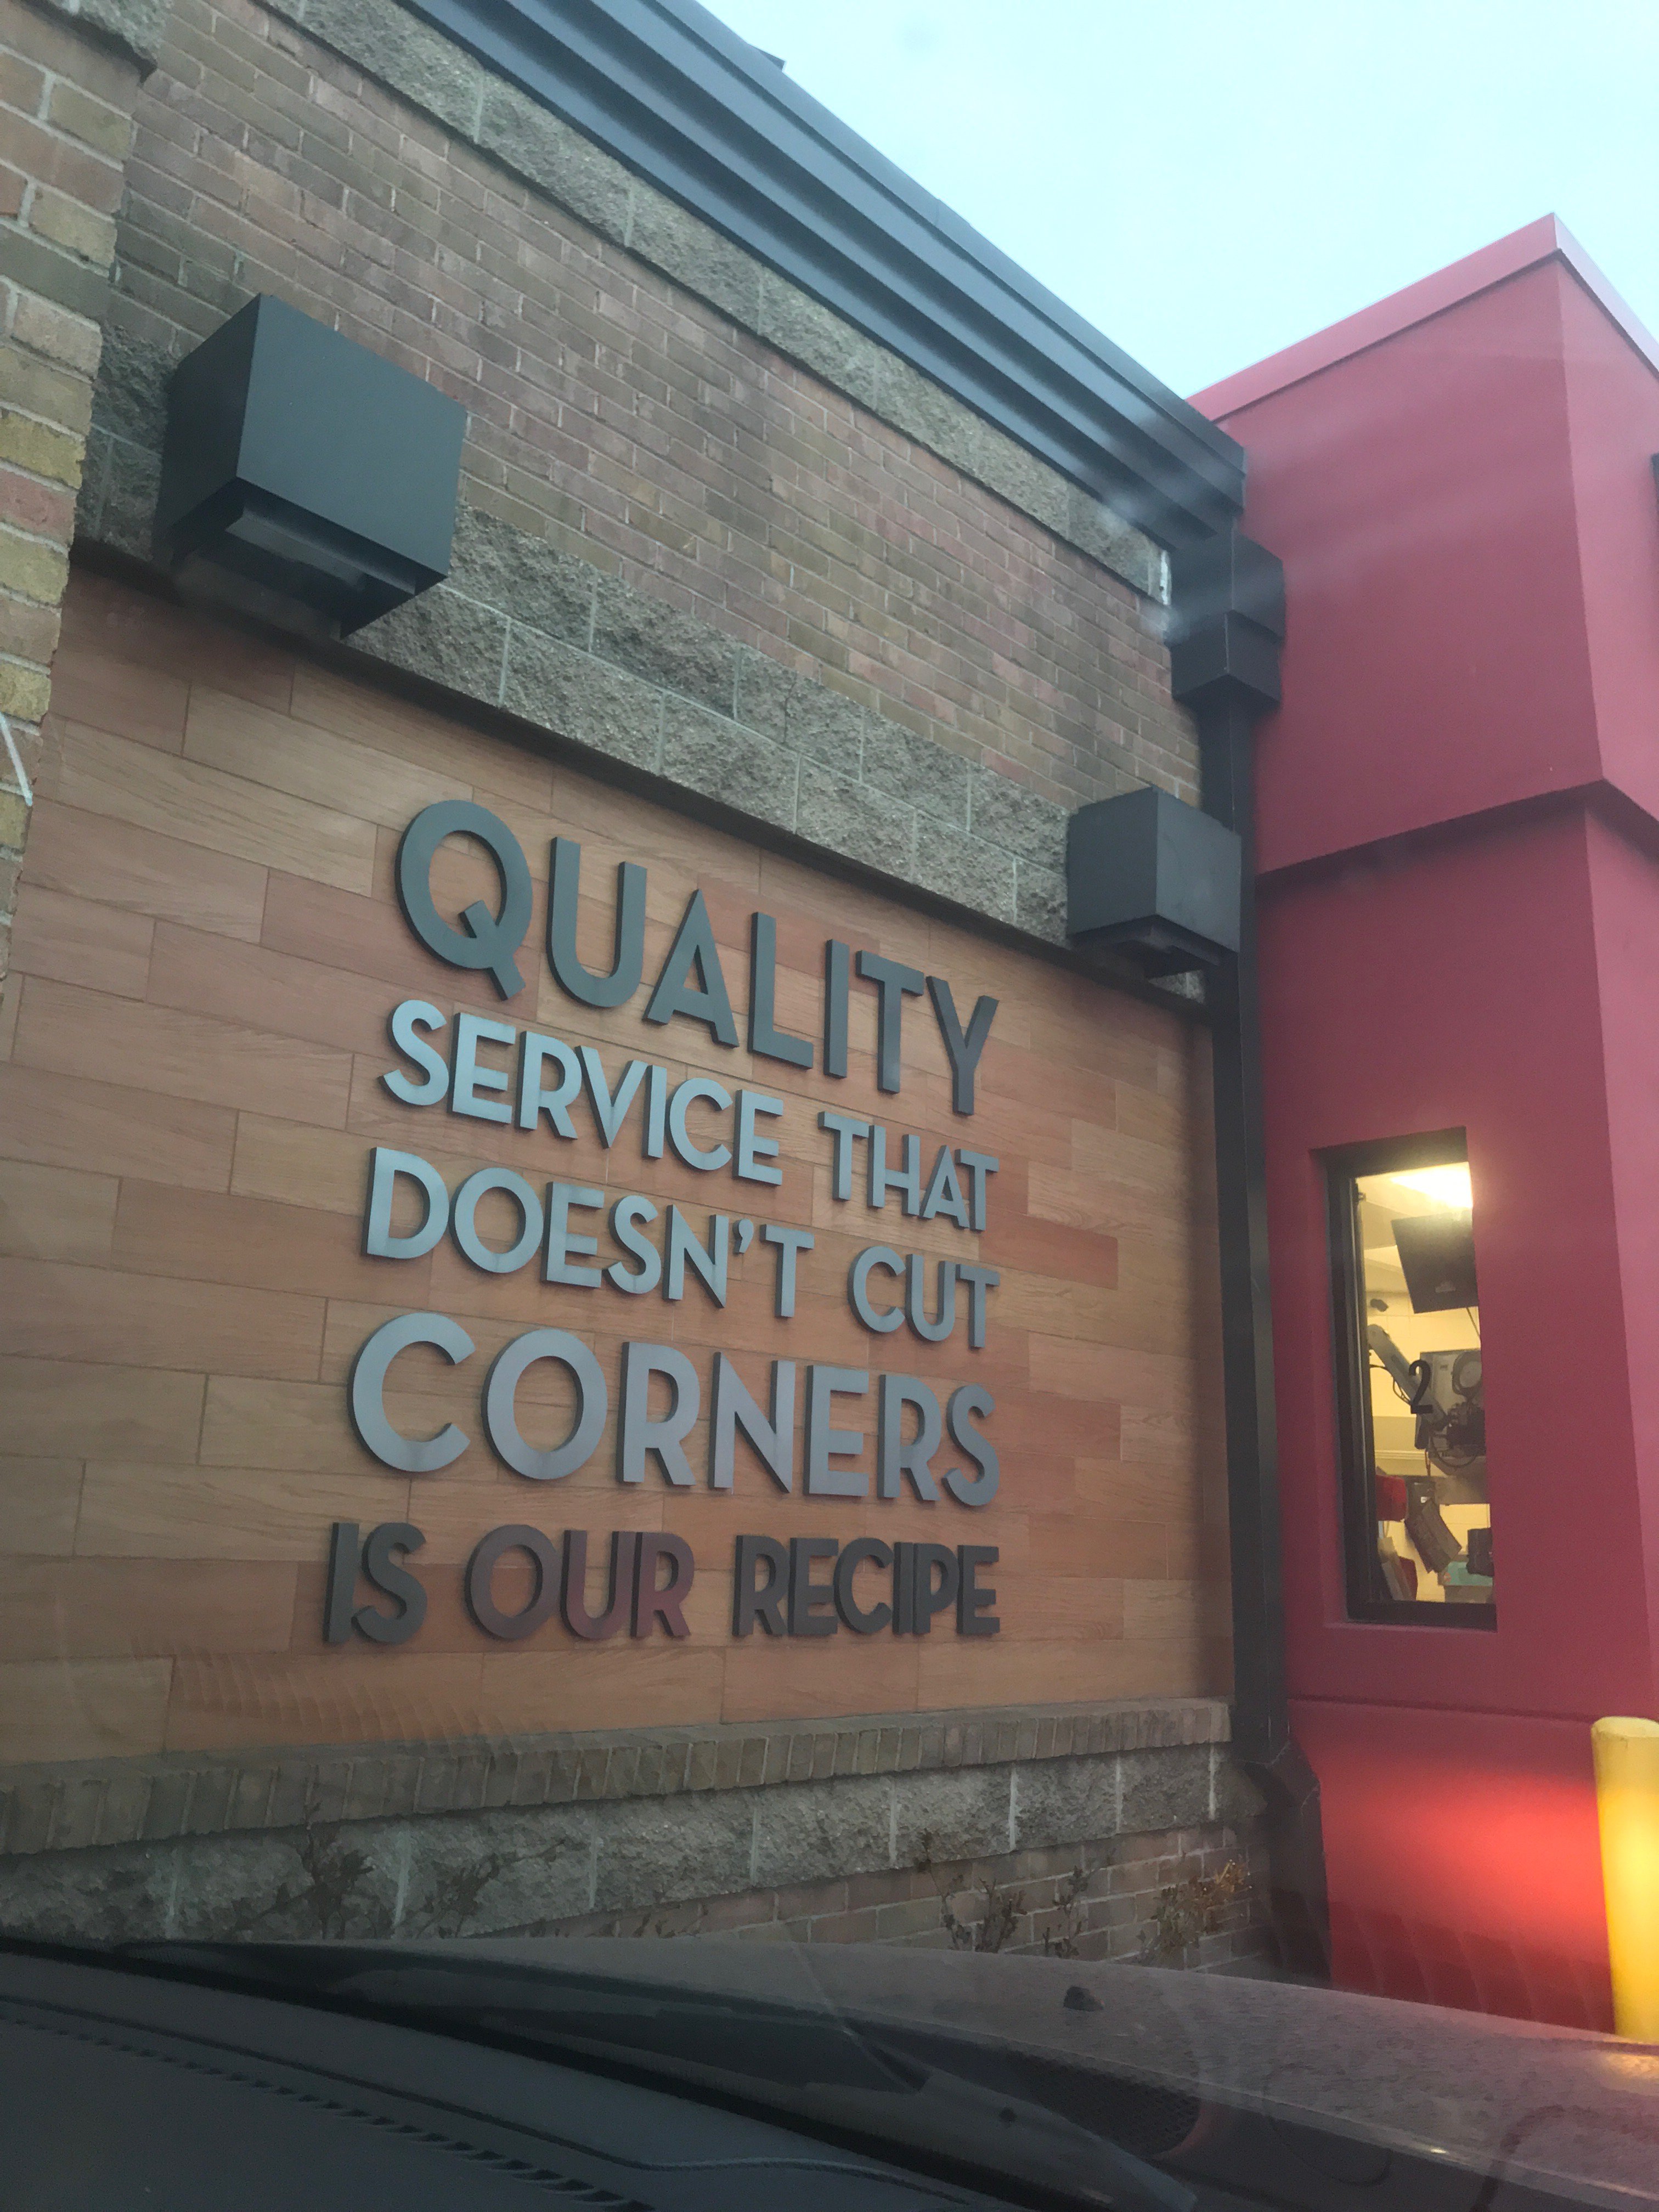 QUALITY
SERVICE THAT
DOESN'T CUT
CORNERS
IS OUR RECIPE
2